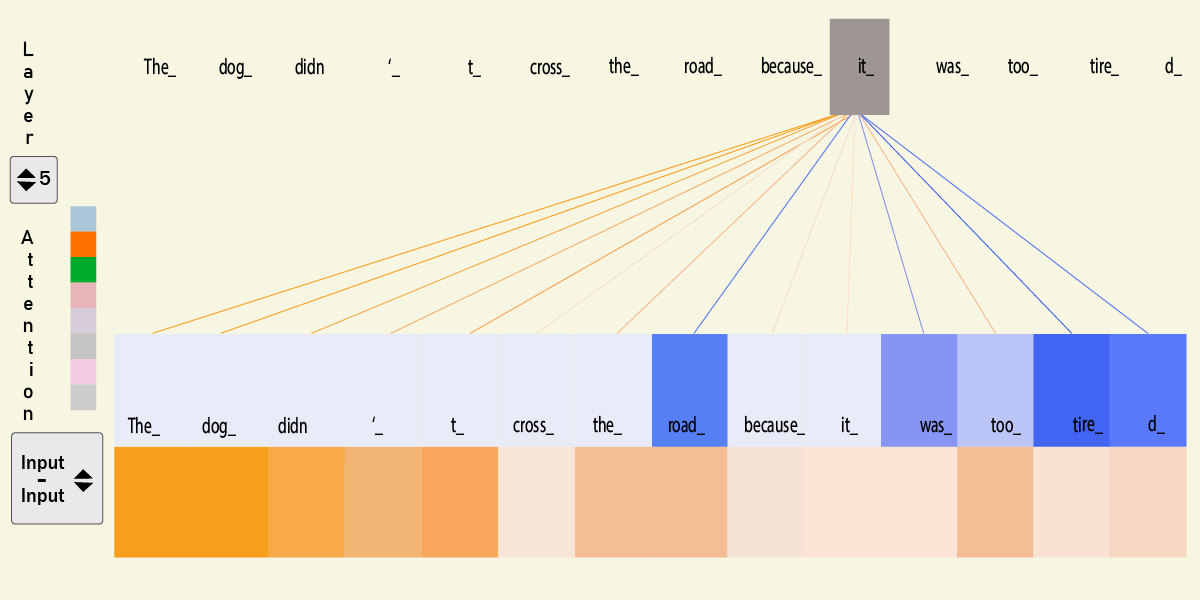 The_ dog_ didn ‘_ t_ cross_ the_ road_ because_ it_ was_ too_ tire_ d_
Layer
5
Attention
The_ dog_ didn ‘_ t_ cross_ the_ road_ because_ it_ was_ too_ tire_ d_
Input
-
Input